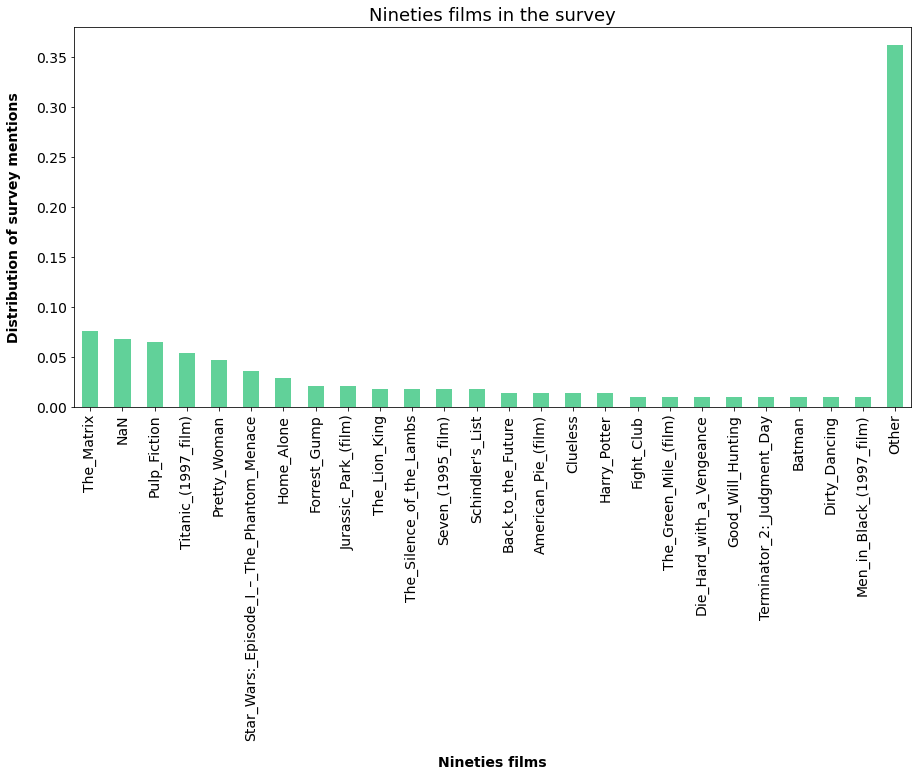 Nineties films in the survey
Distribution of survey mentions
0.35
0.30
0.25
0.20
0.15
0.10
0.05
0.00
The_Matrix
NaN
Pulp_Fiction
Titanic_(1997_film)
Pretty_Woman
Star_Wars:_Episode_I_–_The_Phantom_Menace
Home_Alone
Forrest_Gump
Jurassic_Park_(film)
The_Lion_King
The_Silence_of_the_Lambs
Seven_(1995_film)
Schindler's_List
Back_to_the_Future
American_Pie_(film)
Clueless
Harry_Potter
Fight_Club
The_Green_Mile_(film)
Die_Hard_with_a_Vengeance
Good_Will_Hunting
Terminator_2:_Judgment_Day
Batman
Dirty_Dancing
Men_in_Black_(1997_film)
Other
Nineties films